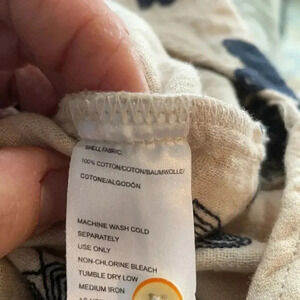 SHELL/FABRIC:
100% COTTON/COTON/BAUMWOLLE/
COTONE/ALGODÓN
MACHINE WASH COLD
SEPARATELY
USE ONLY
NON-CHLORINE BLEACH
TUMBLE DRY LOW
MEDIUM IRON